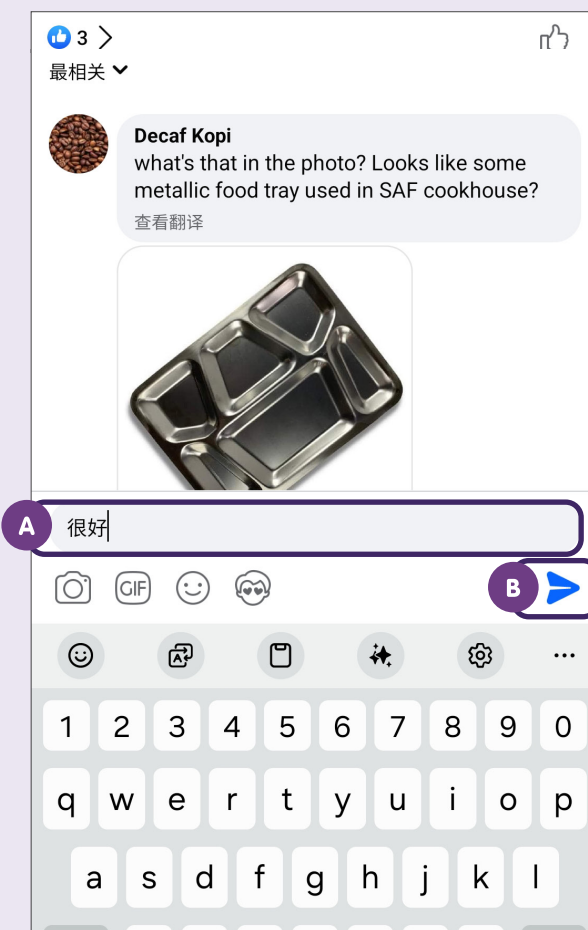 3
最相关
Decaf Kopi
what's that in the photo? Looks like some
metallic food tray used in SAF cookhouse?
查看翻译
A
很好
GIF
B
1 2 3 4 5 6 7 8 9 0
q w e r t y u i o p
a s d f g h j k l